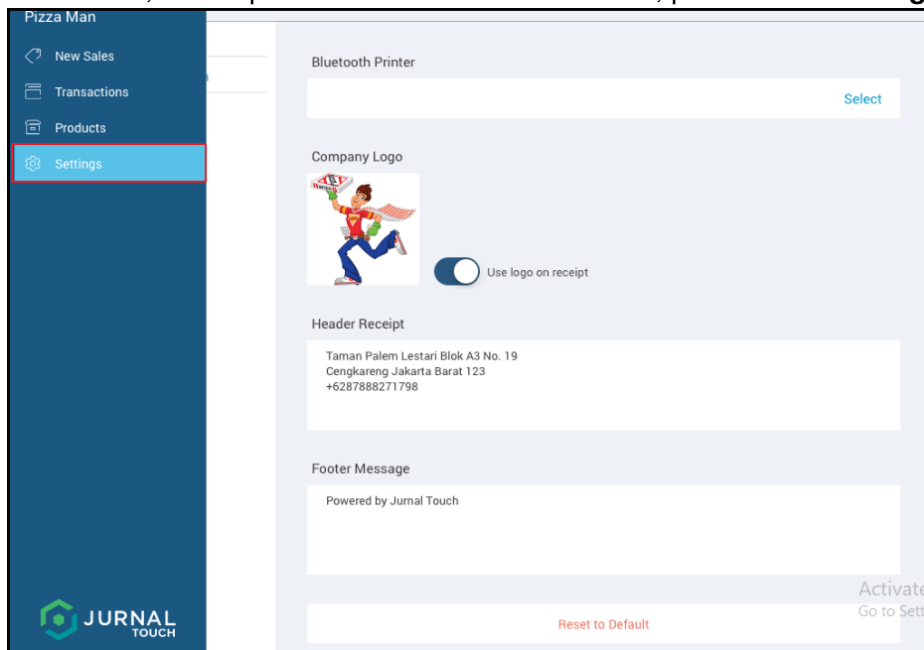 Pizza Man
New Sales
Transactions
Products
Settings
Bluetooth Printer
Select
Company Logo
Use logo on receipt
Header Receipt
Taman Palem Lestari Blok A3 No. 19
Cengkareng Jakarta Barat 123
+6287888271798
Footer Message
Powered by Jurnal Touch
Activate
Go to Sett
Reset to Default
JURNAL
TOUCH